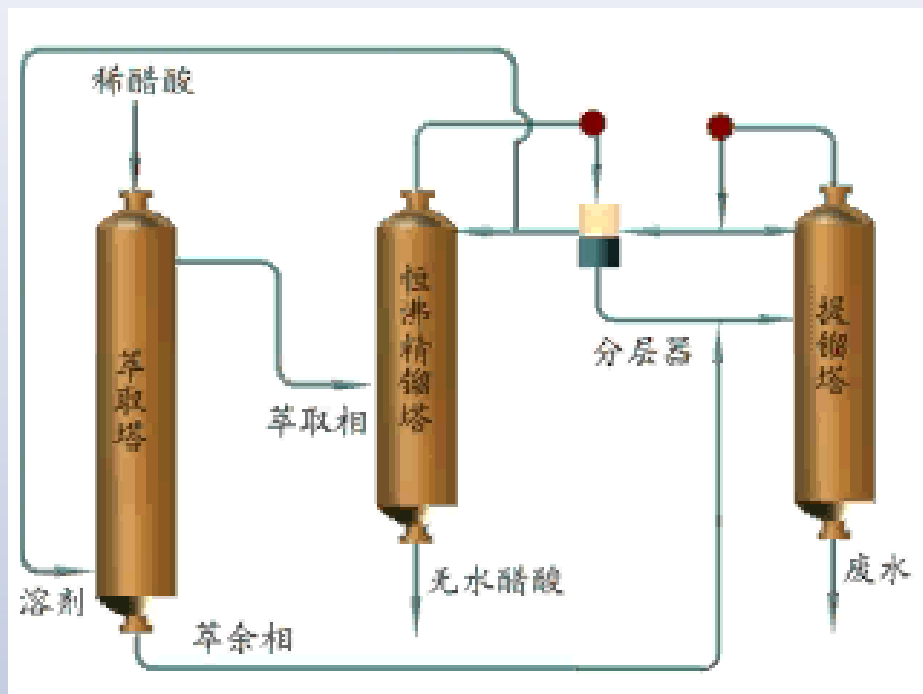 稀醋酸
萃取塔
萃取相
恒沸精馏塔
分层器
提馏塔
溶剂
萃余相
无水醋酸
废水